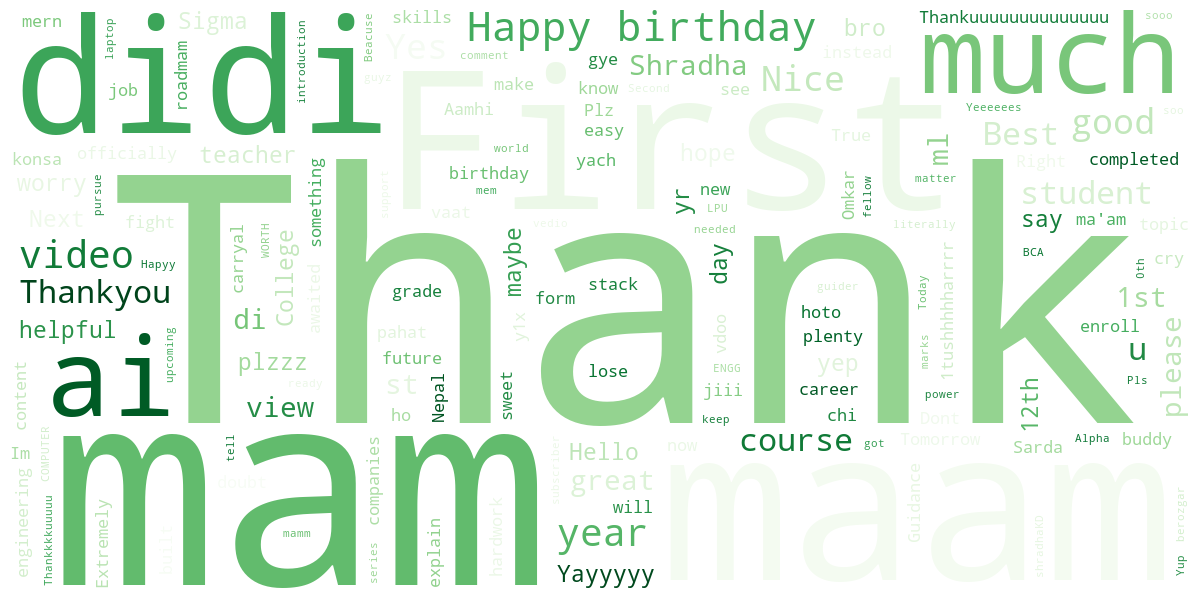 mern
didi
laptop
Sigma
roadmam
introduction
Beacuse
skills
Happy birthday
bro
Thankuuuuuuuuuuuuuu
sooo
much
Yes
comment
gye
Shradha
instead
job
guyz
make
know
Second
see
Nice
First
Aamhi
Plz
easy
Yeeeeees
soo
Best
good
True
konsa
officially
teacher
world
yach
hope
ml
Right
completed
worry
pursue
something
support
birthday
mem
yr
new
LPU
Omkar
fellow
matter
student
Next
fight
vaat
vedio
needed
literally
say
ma'am
topic
video
Hapyy
carryal
WORTH
College
maybe
day
BCA
Oth
cry
Thankyou
Thank
awaited
grade
form
stack
guider
Today
1tushhhhharrrr
1st
helpful
di
y1x
hoto
plenty
vdoo
enroll
please
ai
upcoming
plzzz
pahat
future
yep
marks
u
content
ready
st
Nepal
sweet
lose
ENGG
jiii
career
power
12th
Pls
view
ho
keep
chi
Dont
Im
COMPUTER
tell
mam
companies
subscriber
Hello
now
course
got
Tomorrow
Sarda
Alpha
buddy
engineering
Thankkkkuuuuu
Extremely
built
doubt
great
maam
Guidance
mamm
series
explain
hardwork
will
year
Yayyyyy
shradhaKD
Yup
berozgar